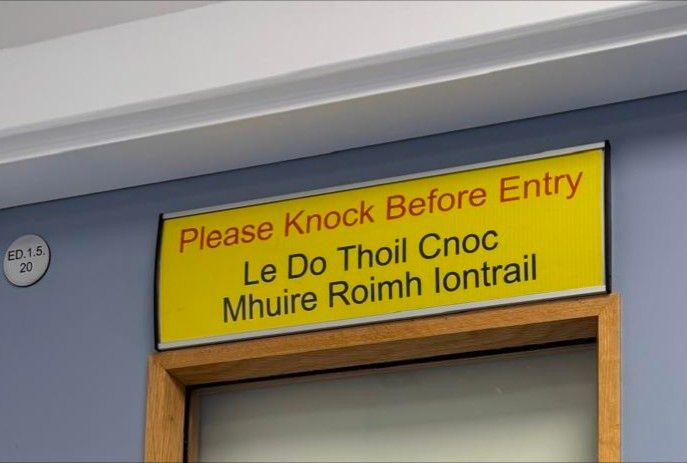 Please Knock Before Entry
Le Do Thoil Cnoc
Mhuire Roimh Iontrail
ED.1.5.
20